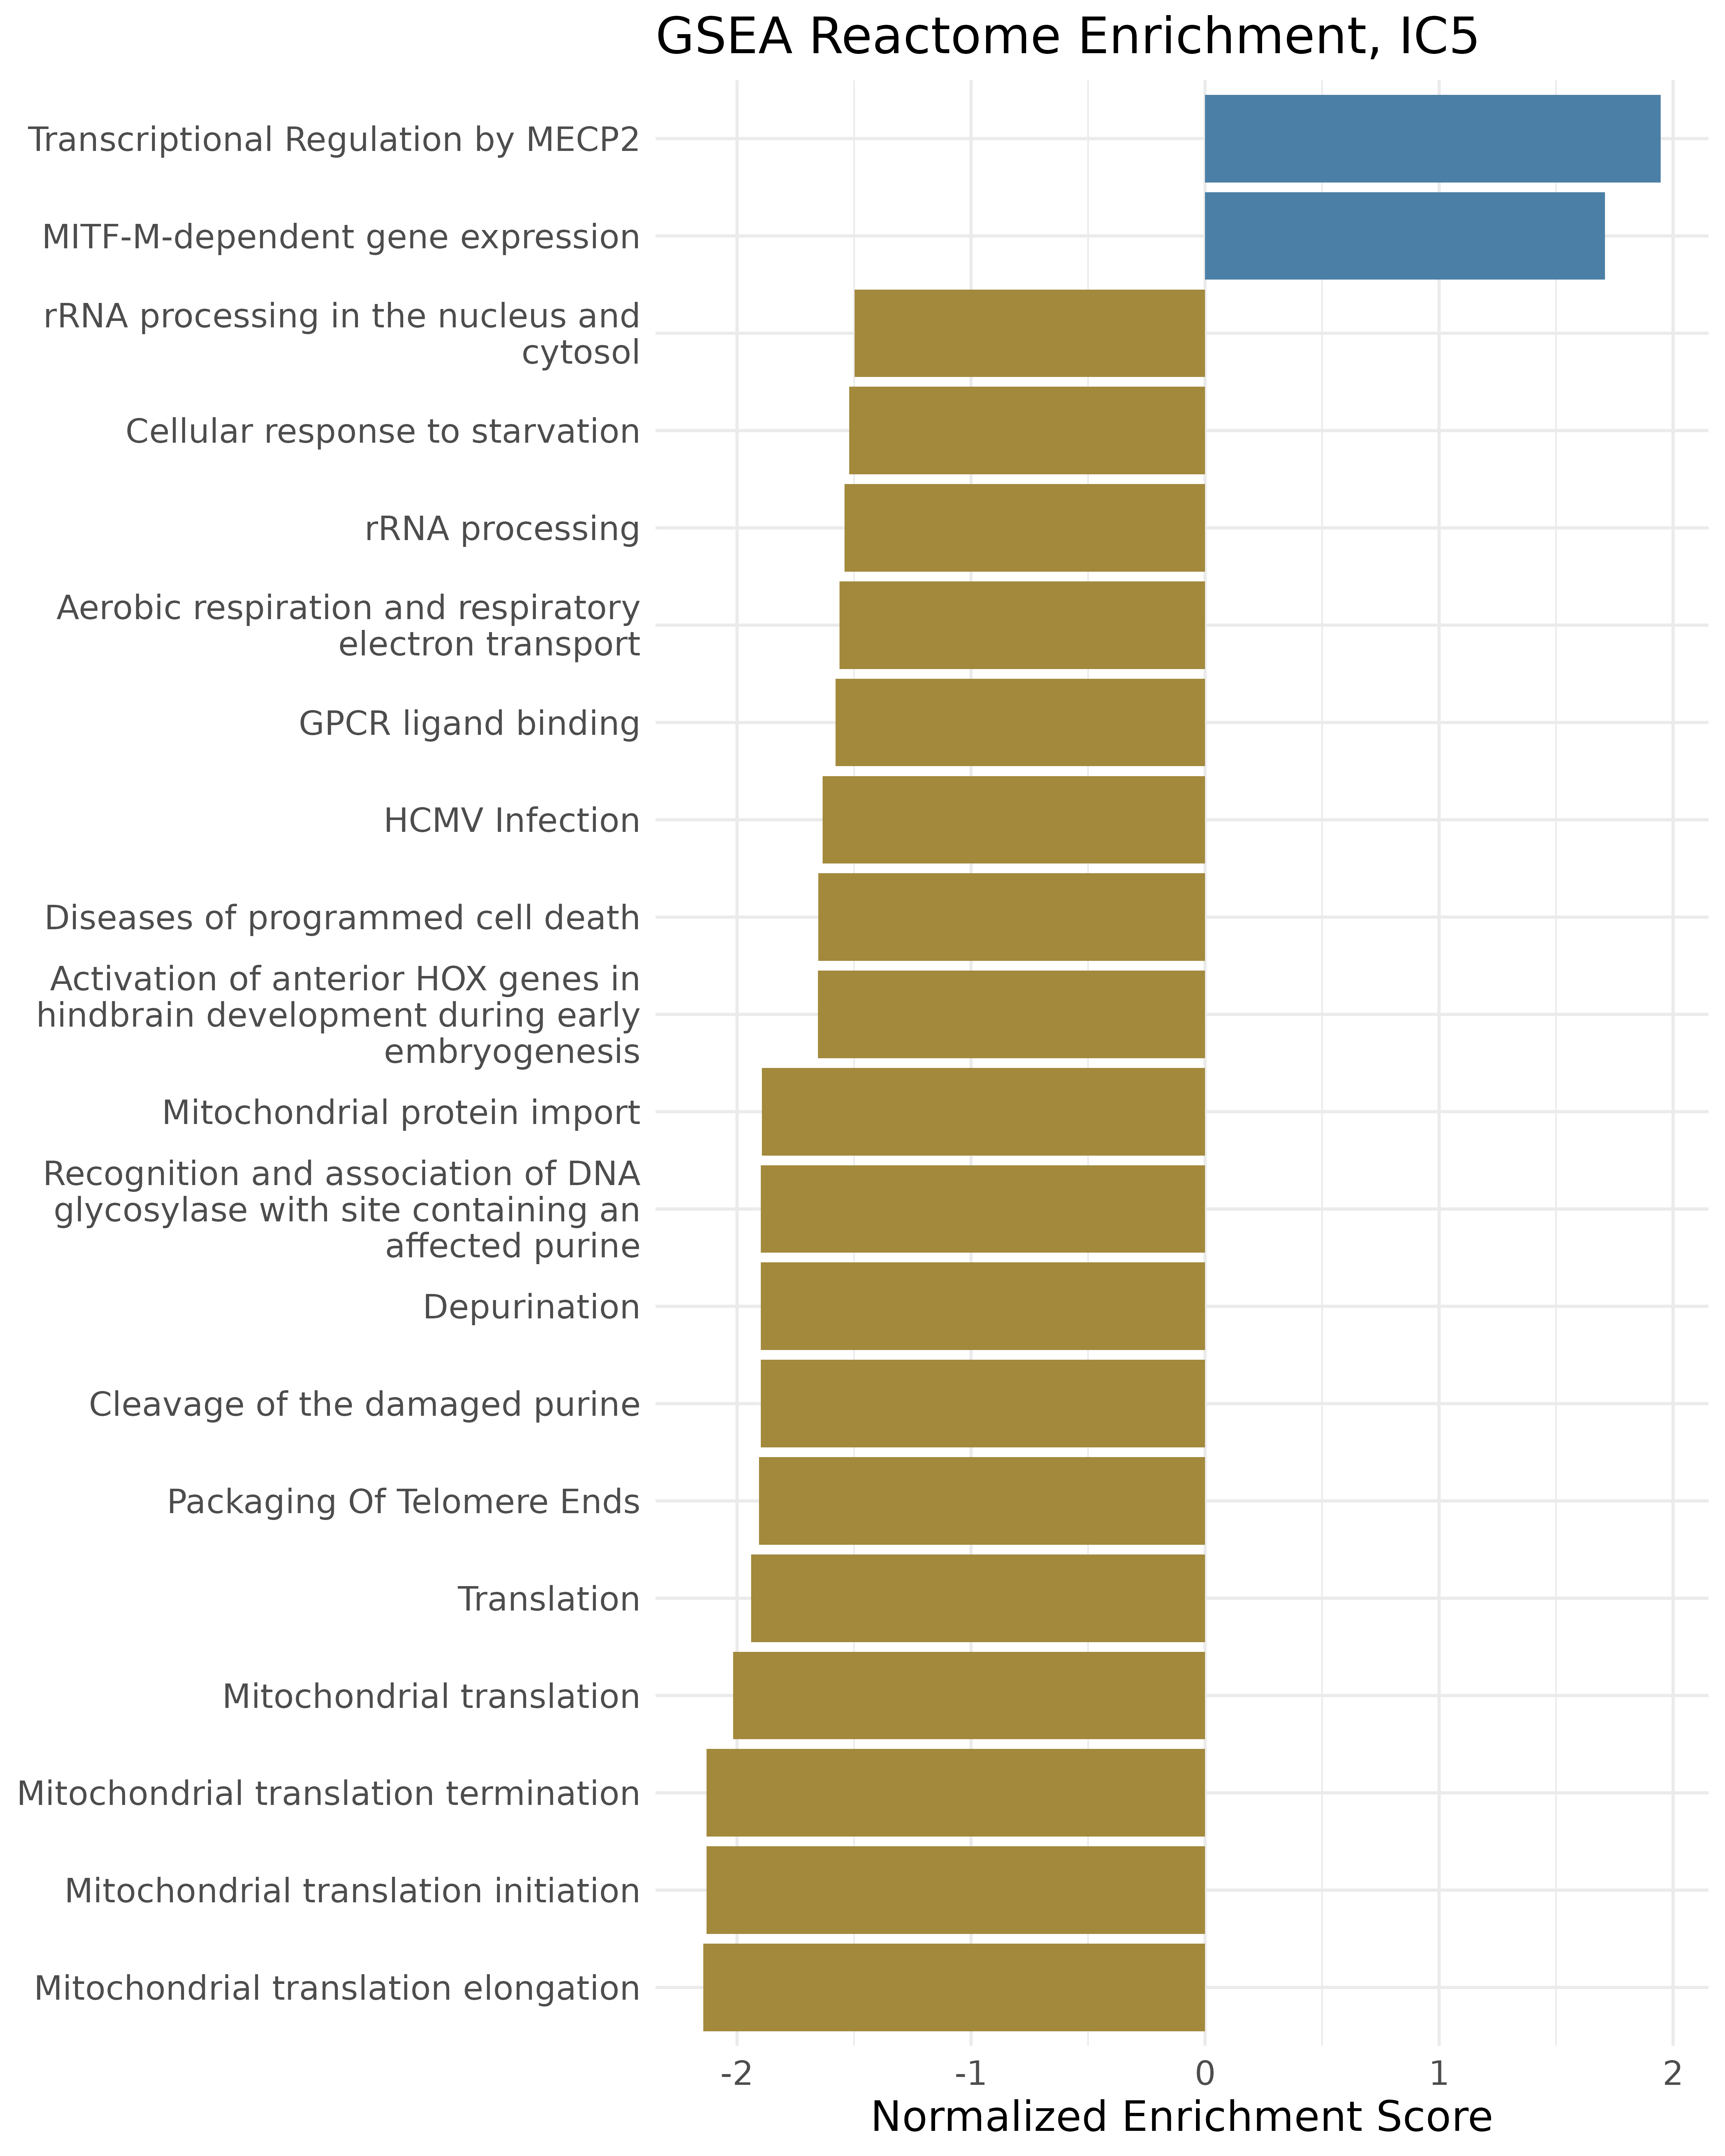 GSEA Reactome Enrichment, IC5
Transcriptional Regulation by MECP2
MITF-M-dependent gene expression
rRNA processing in the nucleus and
cytosol
Cellular response to starvation
rRNA processing
Aerobic respiration and respiratory
electron transport
GPCR ligand binding
HCMV Infection
Diseases of programmed cell death
Activation of anterior HOX genes in
hindbrain development during early
embryogenesis
Mitochondrial protein import
Recognition and association of DNA
glycosylase with site containing an
affected purine
Depurination
Cleavage of the damaged purine
Packaging Of Telomere Ends
Translation
Mitochondrial translation
Mitochondrial translation termination
Mitochondrial translation initiation
Mitochondrial translation elongation
-2 -1 0 1 2
Normalized Enrichment Score